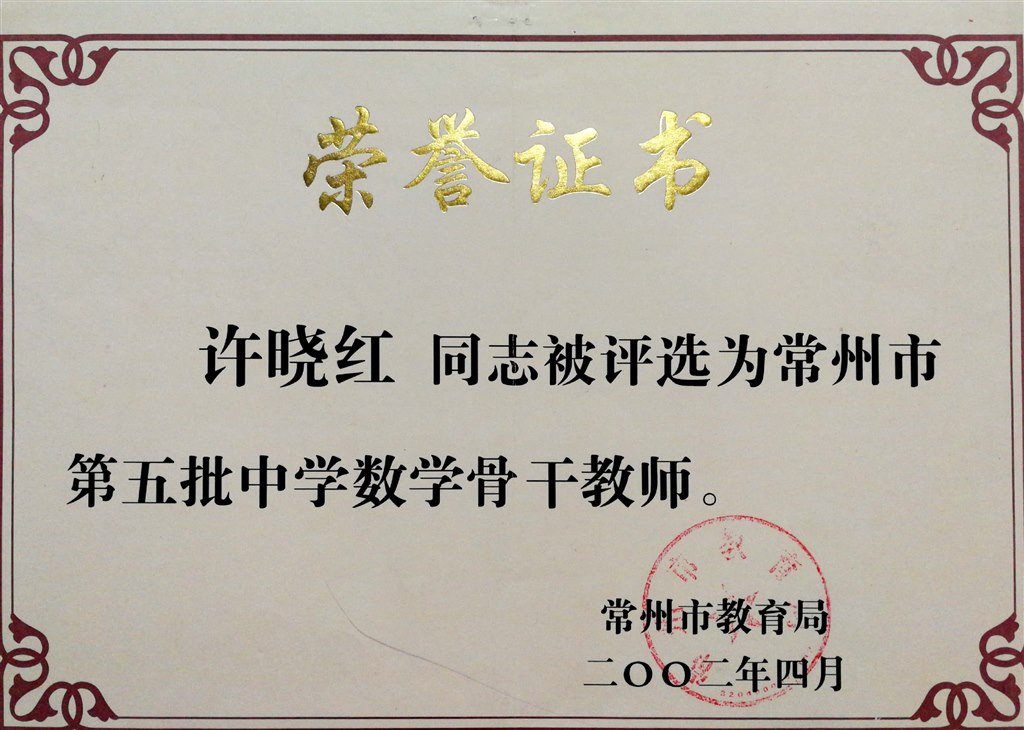 荣誉证书
许晓红 同志被评选为常州市
第五批中学数学骨干教师。
常州市教育局
二〇〇二年四月